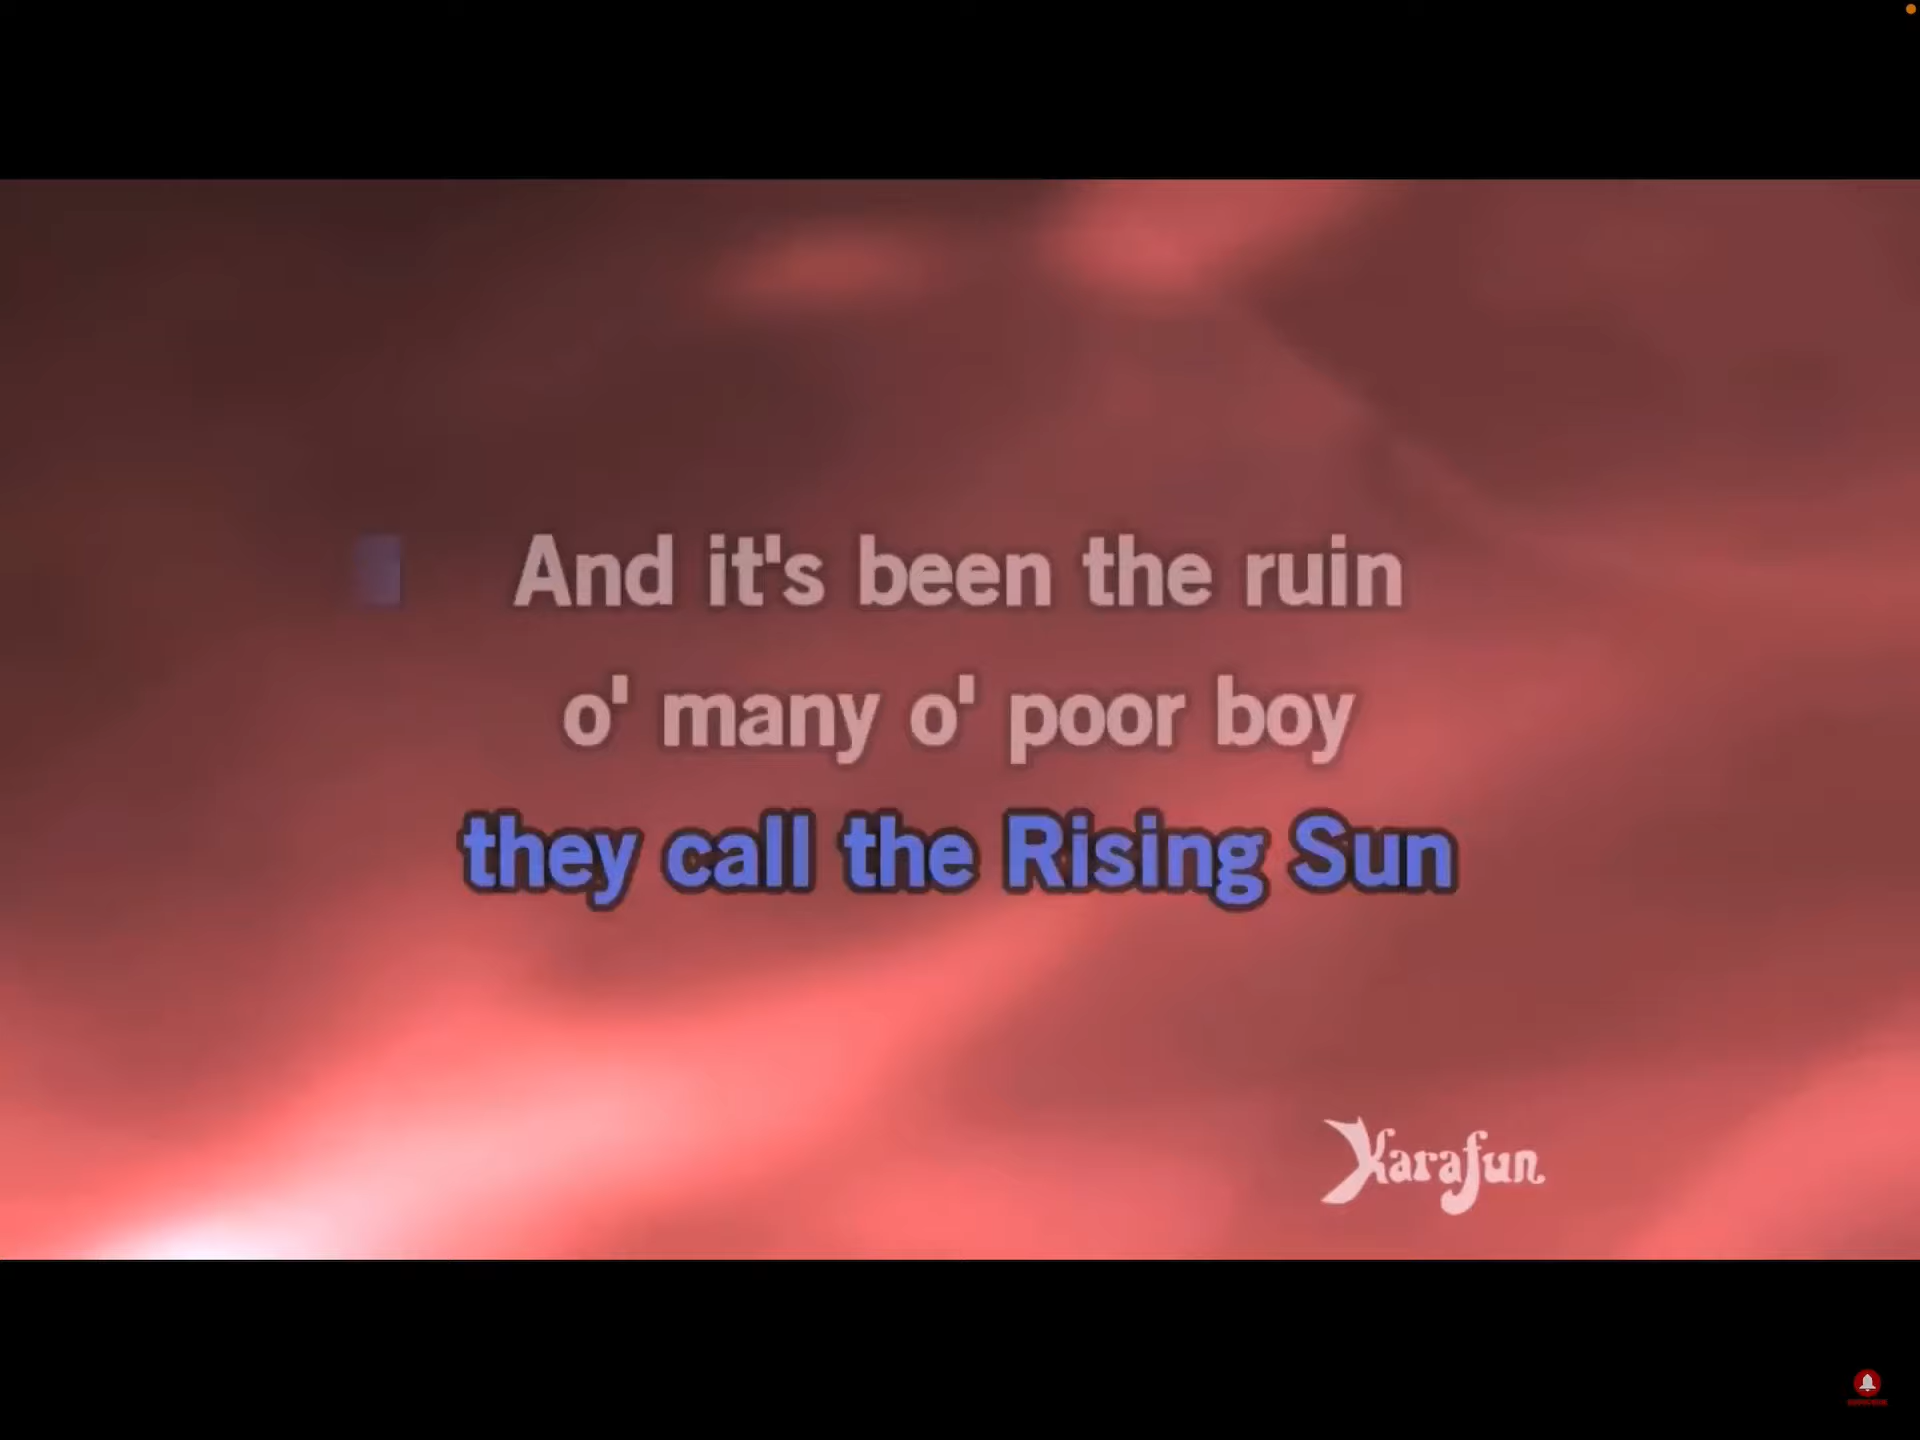 And it's been the ruin
o' many o' poor boy
they call the Rising Sun
Karafun